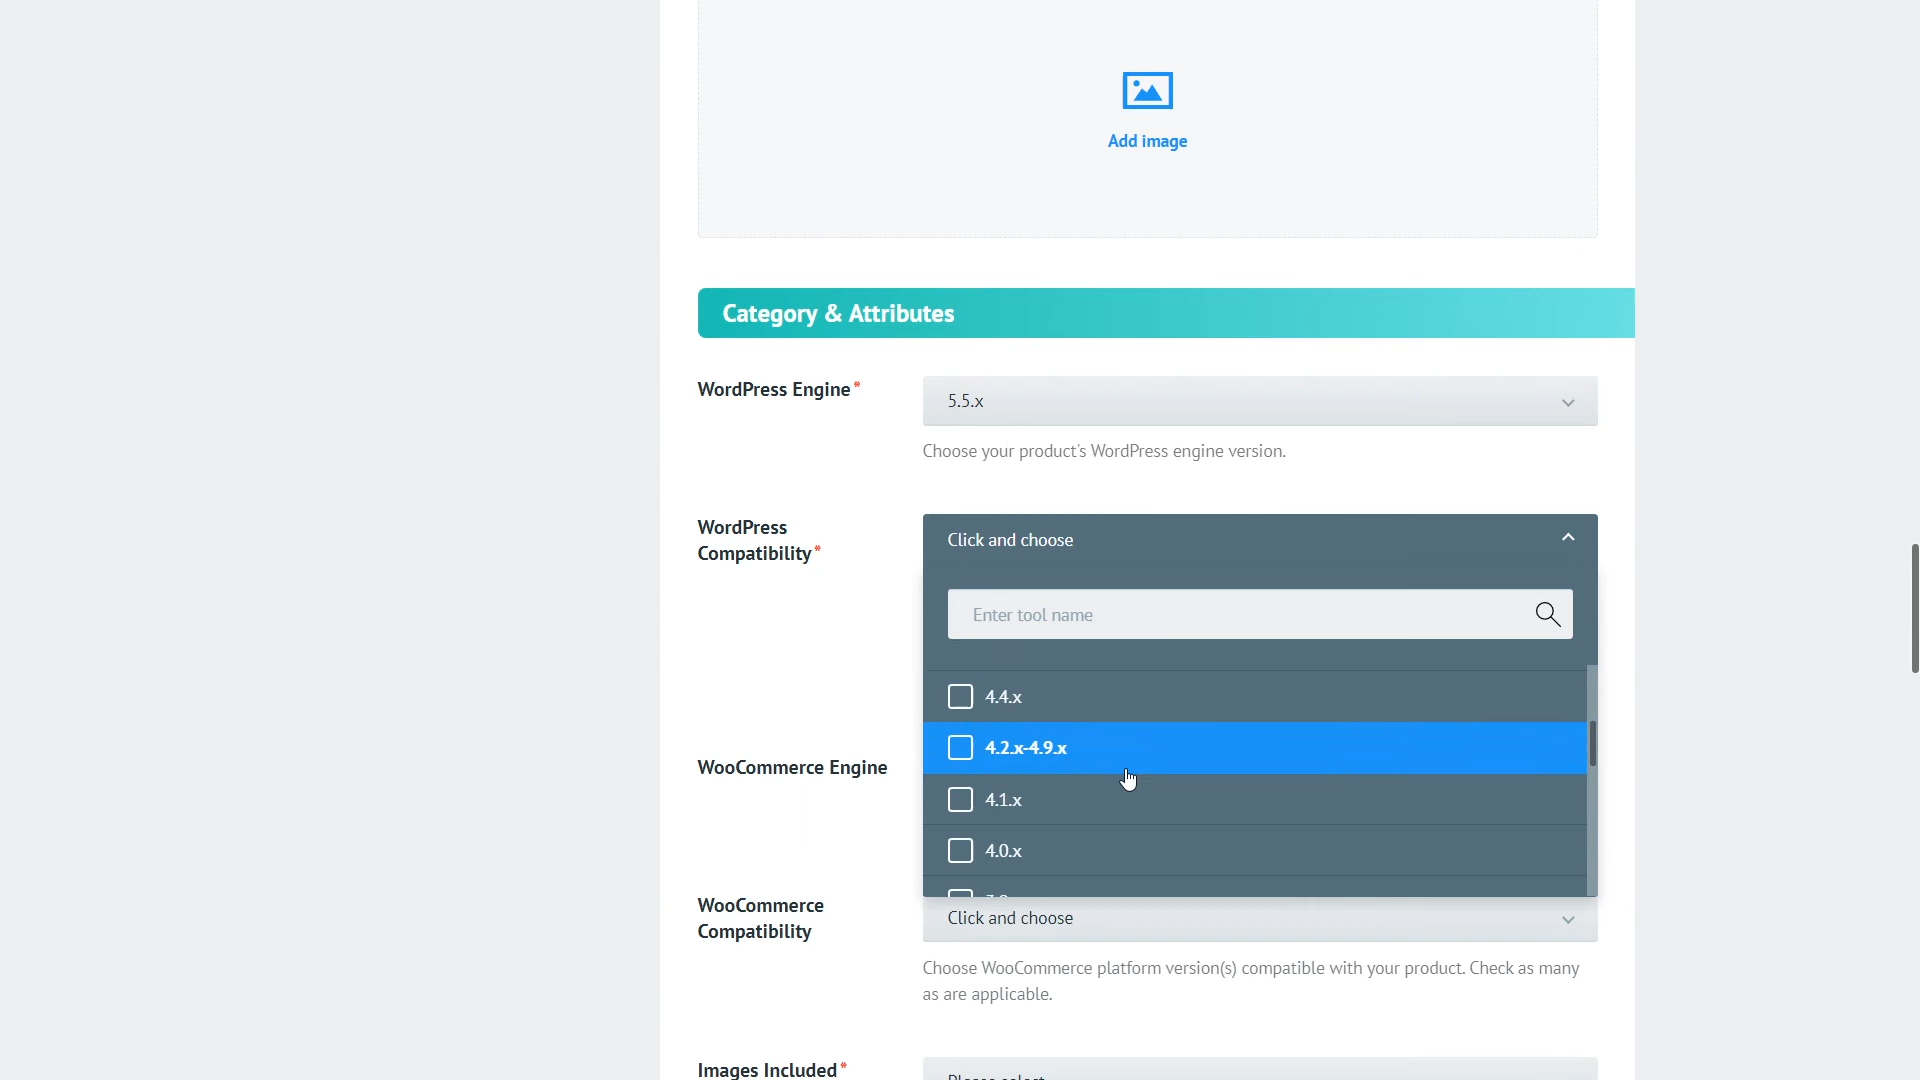 Add image
Category & Attributes
WordPress Engine*
5.5.x
Choose your product's WordPress engine version.
WordPress
Compatibility*
Click and choose
Enter tool name
4.4.x
4.2.x-4.9.x
4.1.x
4.0.x
WooCommerce Engine
WooCommerce
Compatibility
Click and choose
Choose WooCommerce platform version(s) compatible with your product. Check as many
as are applicable.
Images Included*
Please select